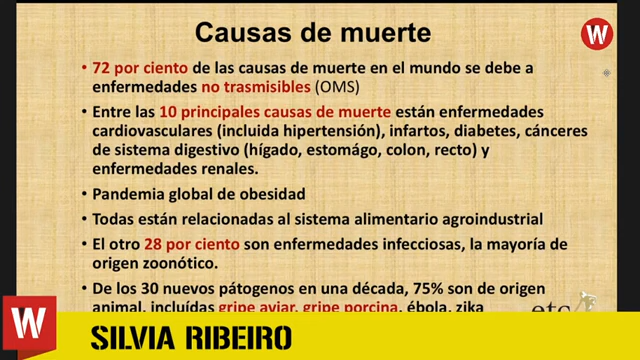 Causas de muerte
W
• 72 por ciento de las causas de muerte en el mundo se debe a
enfermedades no trasmisibles (OMS)
• Entre las 10 principales causas de muerte están enfermedades
cardiovasculares (incluida hipertensión), infartos, diabetes, cánceres
de sistema digestivo (hígado, estomágo, colon, recto) y
enfermedades renales.
• Pandemia global de obesidad
• Todas están relacionadas al sistema alimentario agroindustrial
• El otro 28 por ciento son enfermedades infecciosas, la mayoría de
origen zoonótico.
• De los 30 nuevos pátogenos en una década, 75% son de origen
animal, incluídas gripe aviar, gripe porcina, ébola, zika
etc
W
SILVIA RIBEIRO